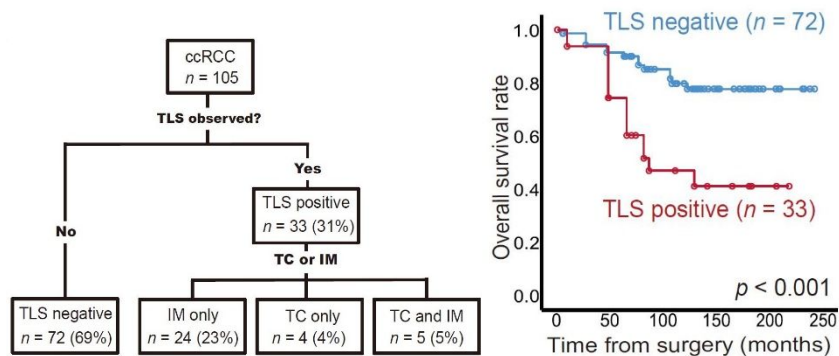 ccRCC
n = 105
TLS observed?
Yes
TLS positive
n = 33 (31%)
No
TC or IM
TLS negative
n = 72 (69%)
IM only
n = 24 (23%)
TC only
n = 4 (4%)
TC and IM
n = 5 (5%)
Overall survival rate
1.0
0.8
0.6
0.4
0.2
0.0
TLS negative (n = 72)
TLS positive (n = 33)
p < 0.001
0 50 100 150 200 250
Time from surgery (months)